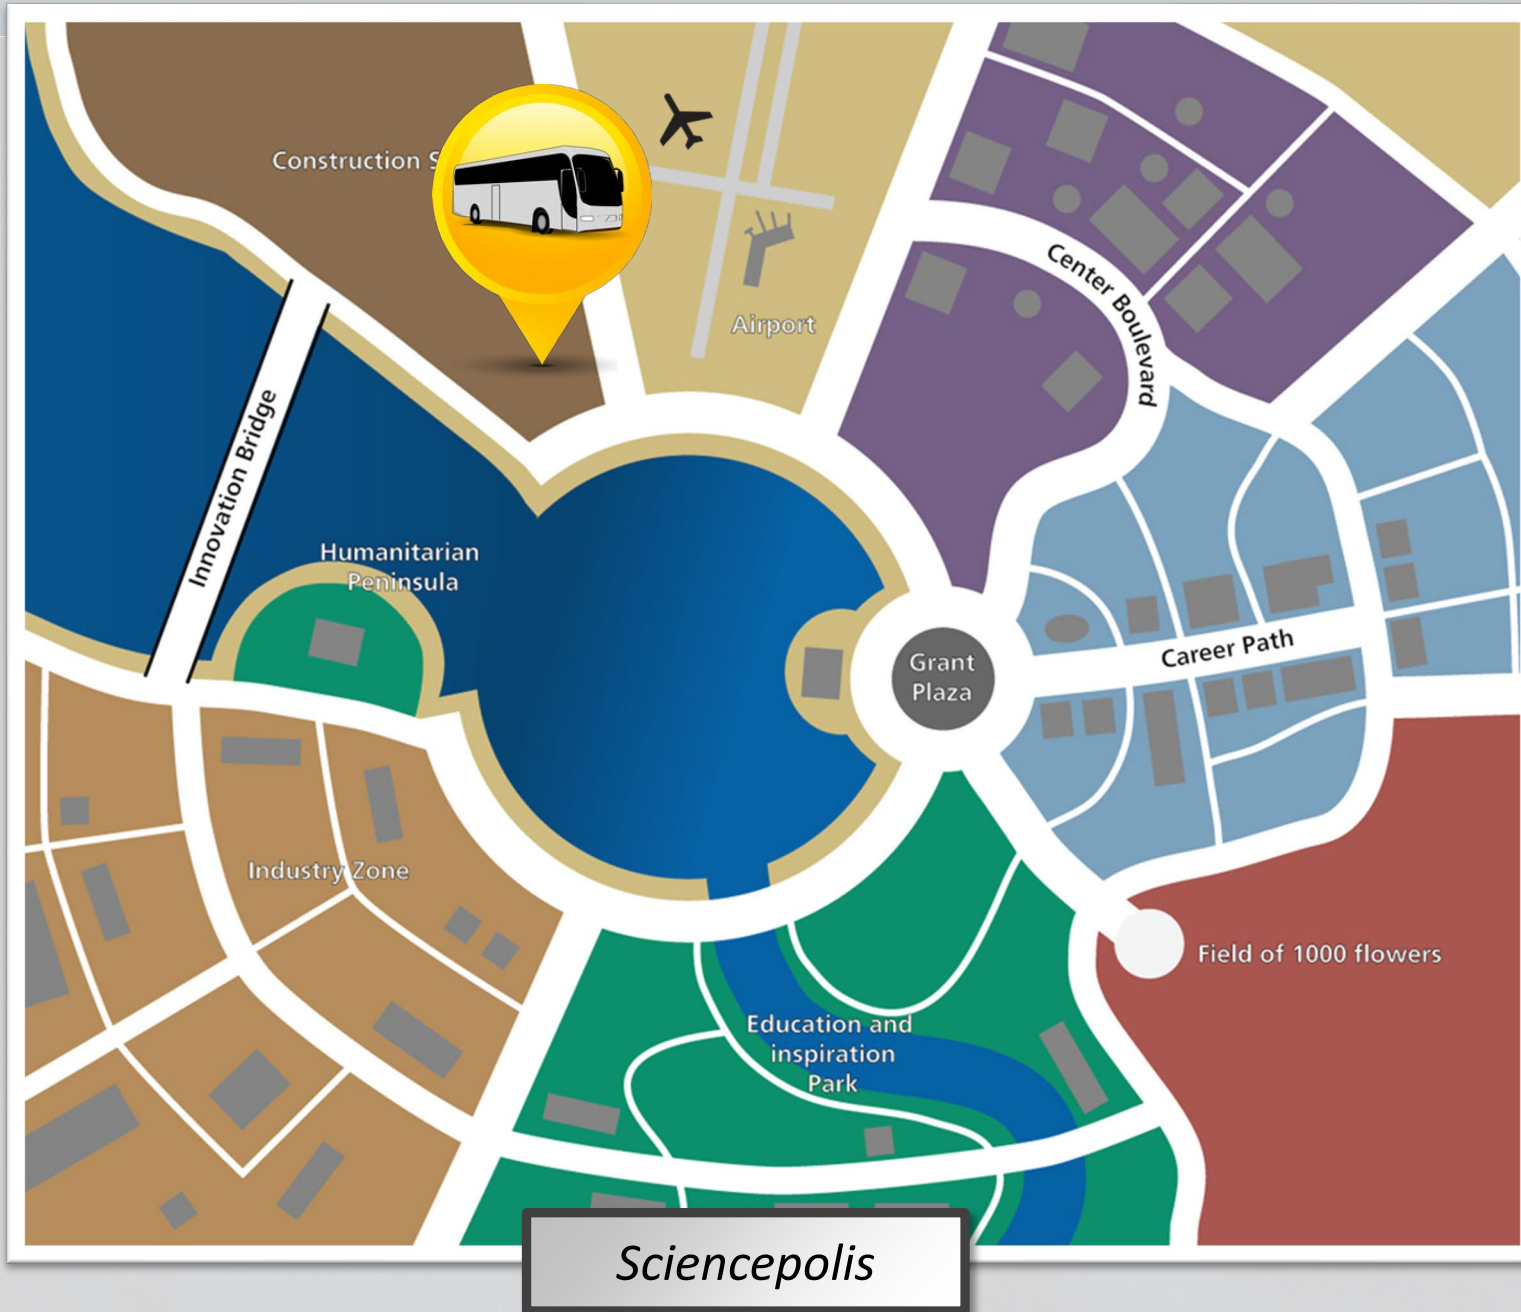 Construction S
Airport
Center Boulevard
Innovation Bridge
Humanitarian
Peninsula
Grant
Plaza
Career Path
Industry Zone
Field of 1000 flowers
Education and
inspiration
Park
Sciencepolis